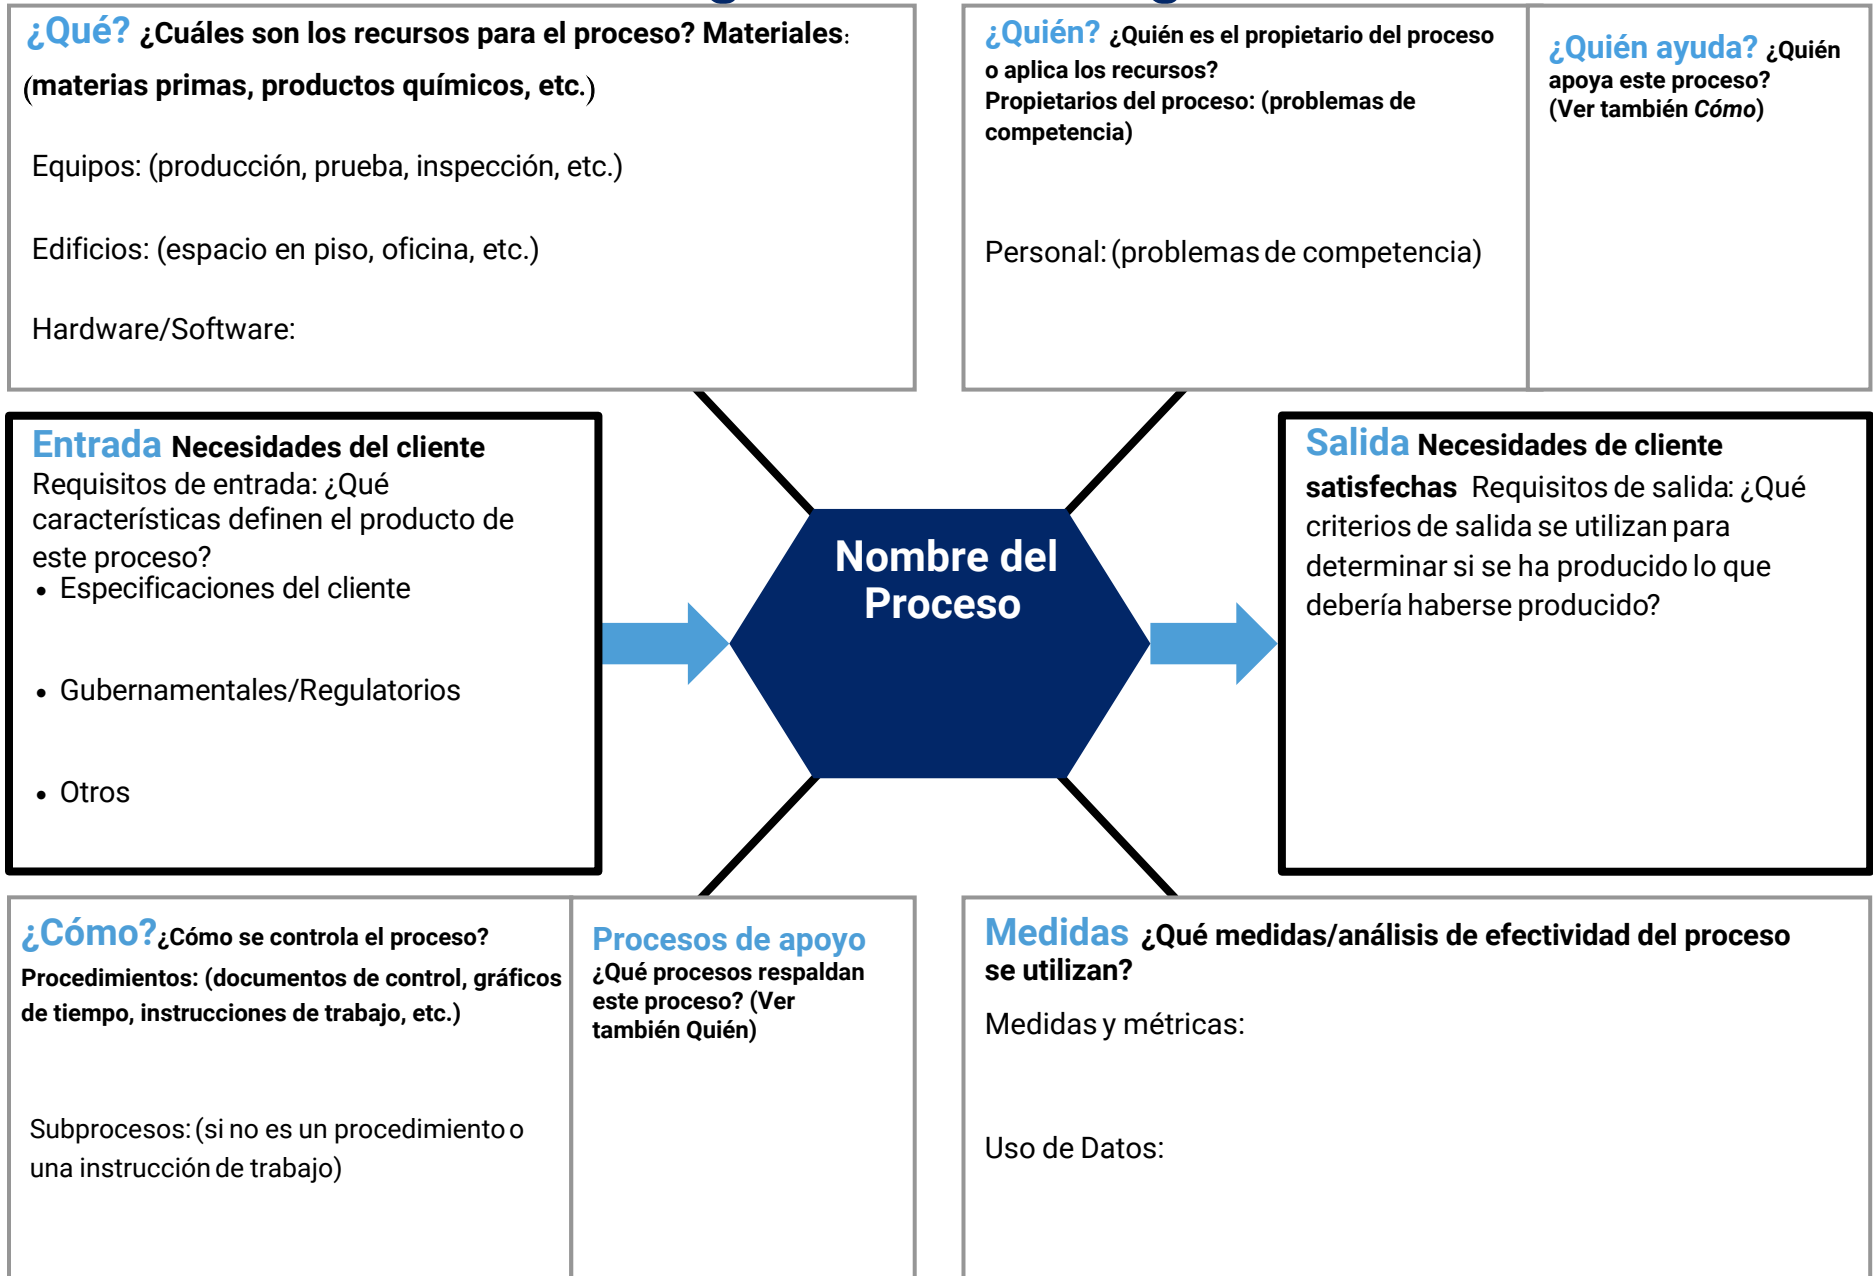 ¿Qué? ¿Cuáles son los recursos para el proceso? Materiales:
(materias primas, productos químicos, etc.)
Equipos: (producción, prueba, inspección, etc.)
Edificios: (espacio en piso, oficina, etc.)
Hardware/Software:
¿Quién? ¿Quién es el propietario del proceso
o aplica los recursos?
Propietarios del proceso: (problemas de
competencia)
Personal: (problemas de competencia)
¿Quién ayuda? ¿Quién
apoya este proceso?
(Ver también Cómo)
Entrada Necesidades del cliente
Requisitos de entrada: ¿Qué
características definen el producto de
este proceso?
• Especificaciones del cliente
• Gubernamentales/Regulatorios
• Otros
Nombre del
Proceso
Salida Necesidades de cliente
satisfechas Requisitos de salida: ¿Qué
criterios de salida se utilizan para
determinar si se ha producido lo que
debería haberse producido?
¿Cómo? ¿Cómo se controla el proceso?
Procedimientos: (documentos de control, gráficos
de tiempo, instrucciones de trabajo, etc.)
Subprocesos: (si no es un procedimiento o
una instrucción de trabajo)
Procesos de apoyo
¿Qué procesos respaldan
este proceso? (Ver
también Quién)
Medidas ¿Qué medidas/análisis de efectividad del proceso
se utilizan?
Medidas y métricas:
Uso de Datos: